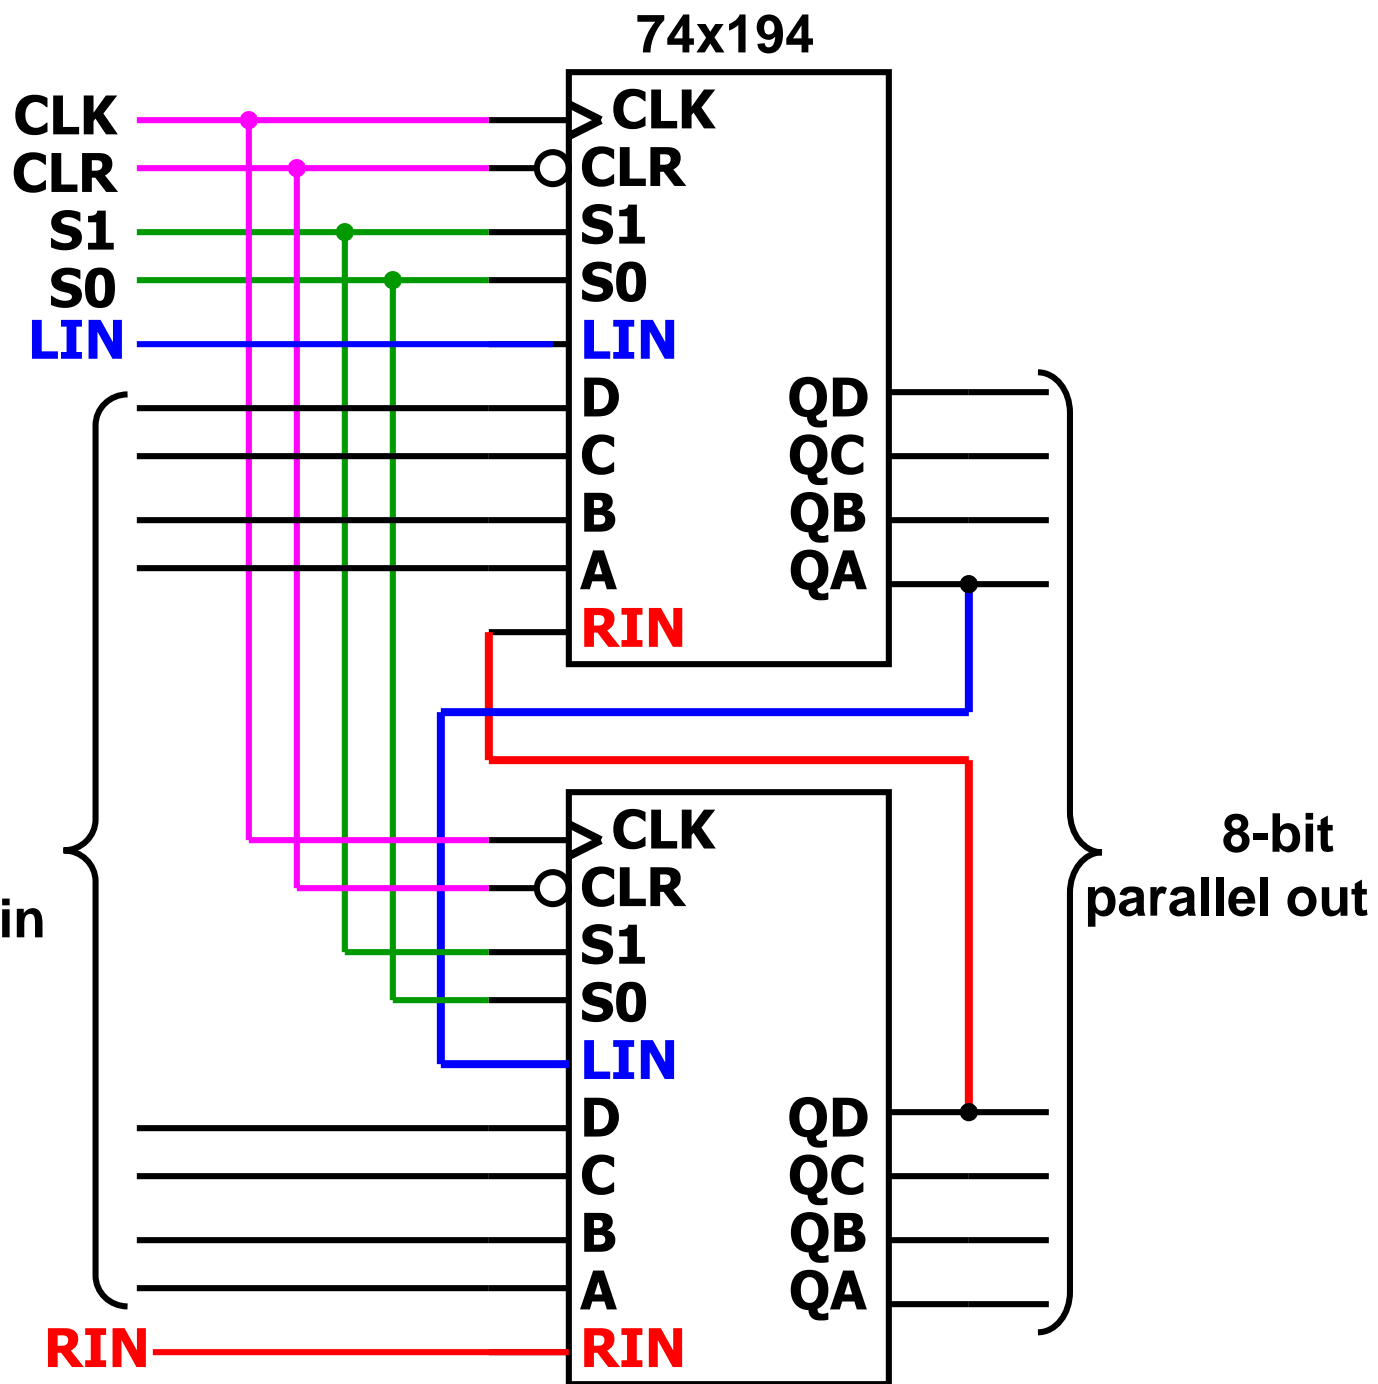 74x194
CLK
CLR
S1
S0
LIN
CLK
CLR
S1
S0
LIN
D
C
B
A
RIN
QD
QC
QB
QA
in
CLK
CLR
S1
S0
LIN
D
C
B
A
RIN
QD
QC
QB
QA
RIN
8-bit
parallel out